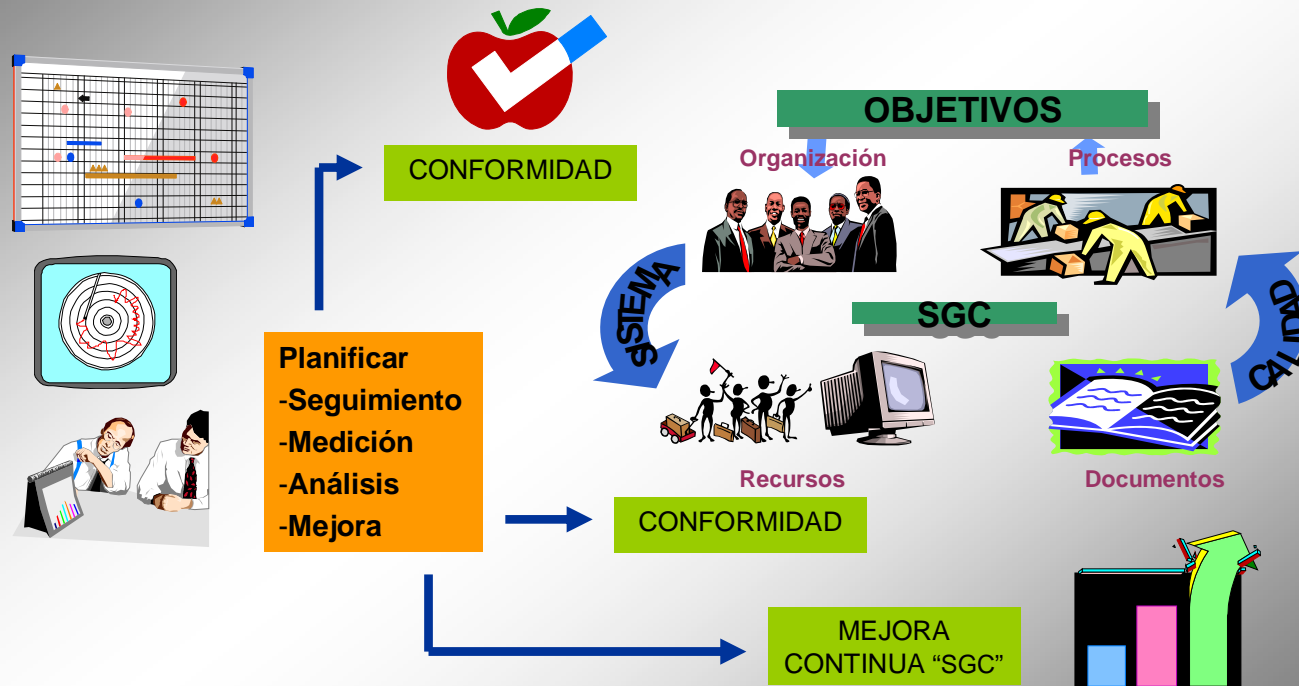 OBJETIVOS
Organización
Procesos
CONFORMIDAD
SISTEMA
CALIDAD
SGC
Planificar
-Seguimiento
-Medición
-Análisis
-Mejora
Recursos
Documentos
CONFORMIDAD
MEJORA
CONTINUA “SGC”